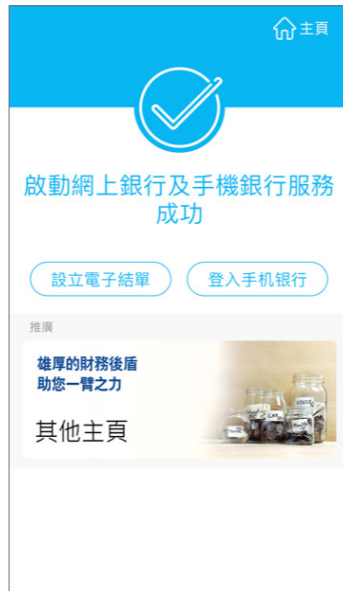 主頁
啟動網上銀行及手機銀行服務
成功
設立電子結單
登入手机银行
推廣
雄厚的財務後盾
助您一臂之力
其他主頁
CAR